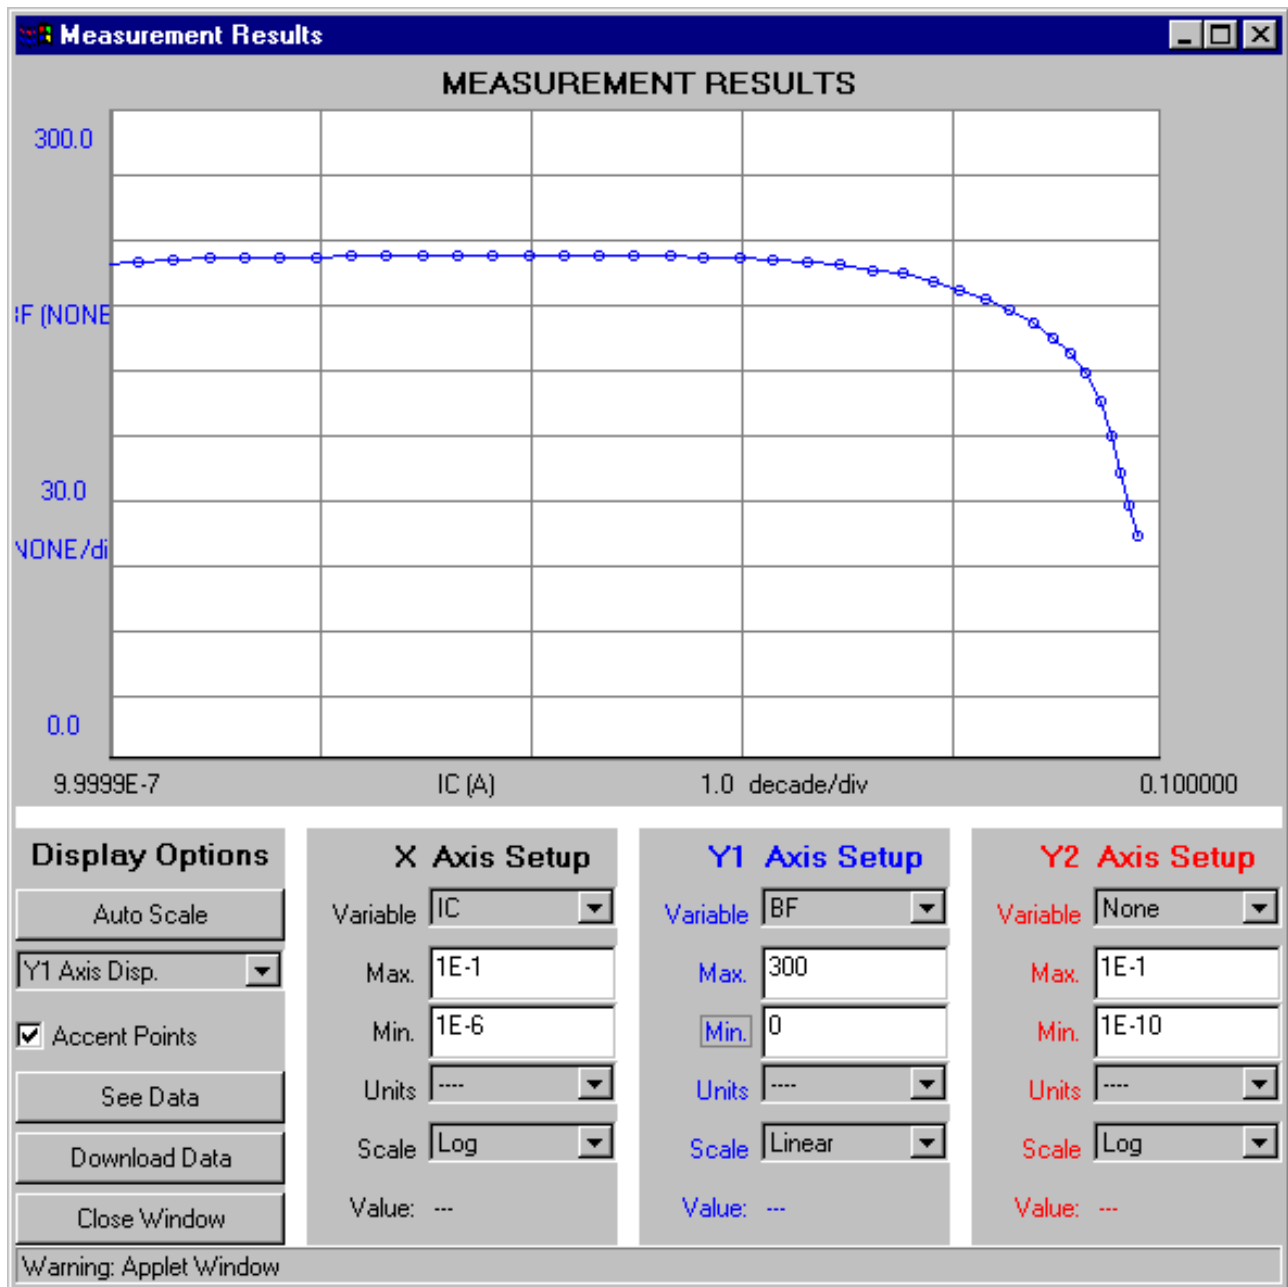 Measurement Results
MEASUREMENT RESULTS
300.0
BF (NONE
30.0
NONE/di
0.0
9.9999E-7 IC (A) 1.0 decade/div 0.100000
Display Options
Auto Scale
Y1 Axis Disp.
Accent Points
See Data
Download Data
Close Window
X Axis Setup
Variable IC
Max. 1E-1
Min. 1E-6
Units ----
Scale Log
Value: ---
Y1 Axis Setup
Variable BF
Max. 300
Min. 0
Units ----
Scale Linear
Value: ---
Y2 Axis Setup
Variable None
Max. 1E-1
Min. 1E-10
Units ----
Scale Log
Value: ---
Warning: Applet Window